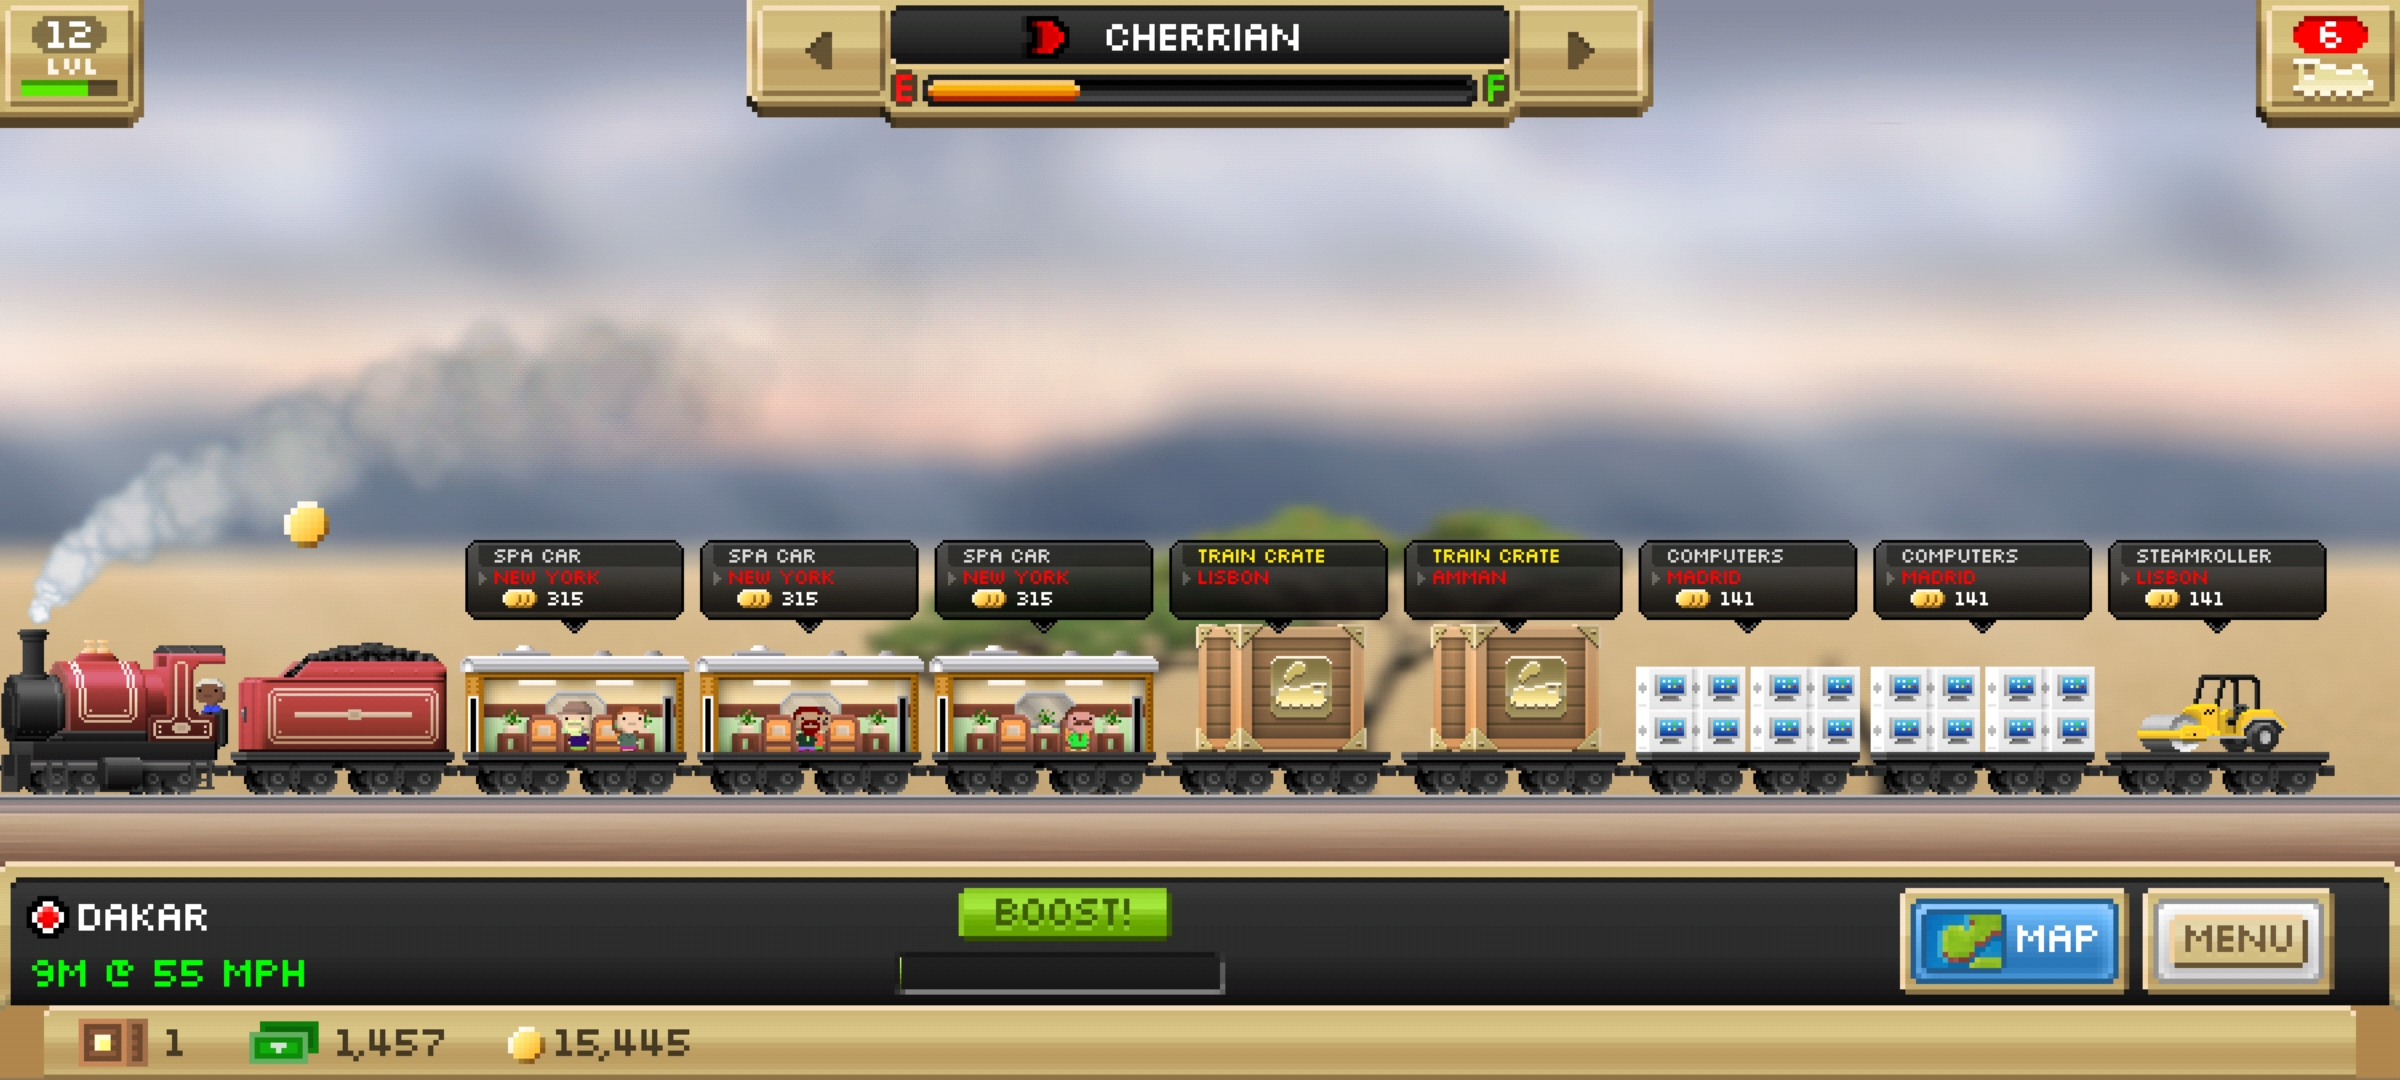 12
LVL
CHERRIAN
E
F
6
SPA CAR
NEW YORK
315
SPA CAR
NEW YORK
315
SPA CAR
NEW YORK
315
TRAIN CRATE
LISBON
TRAIN CRATE
AMMAN
COMPUTERS
MADRID
141
COMPUTERS
MADRID
141
STEAMROLLER
LISBON
141
DAKAR
9M @ 55 MPH
BOOST!
MAP
MENU
1
1,457
15,445